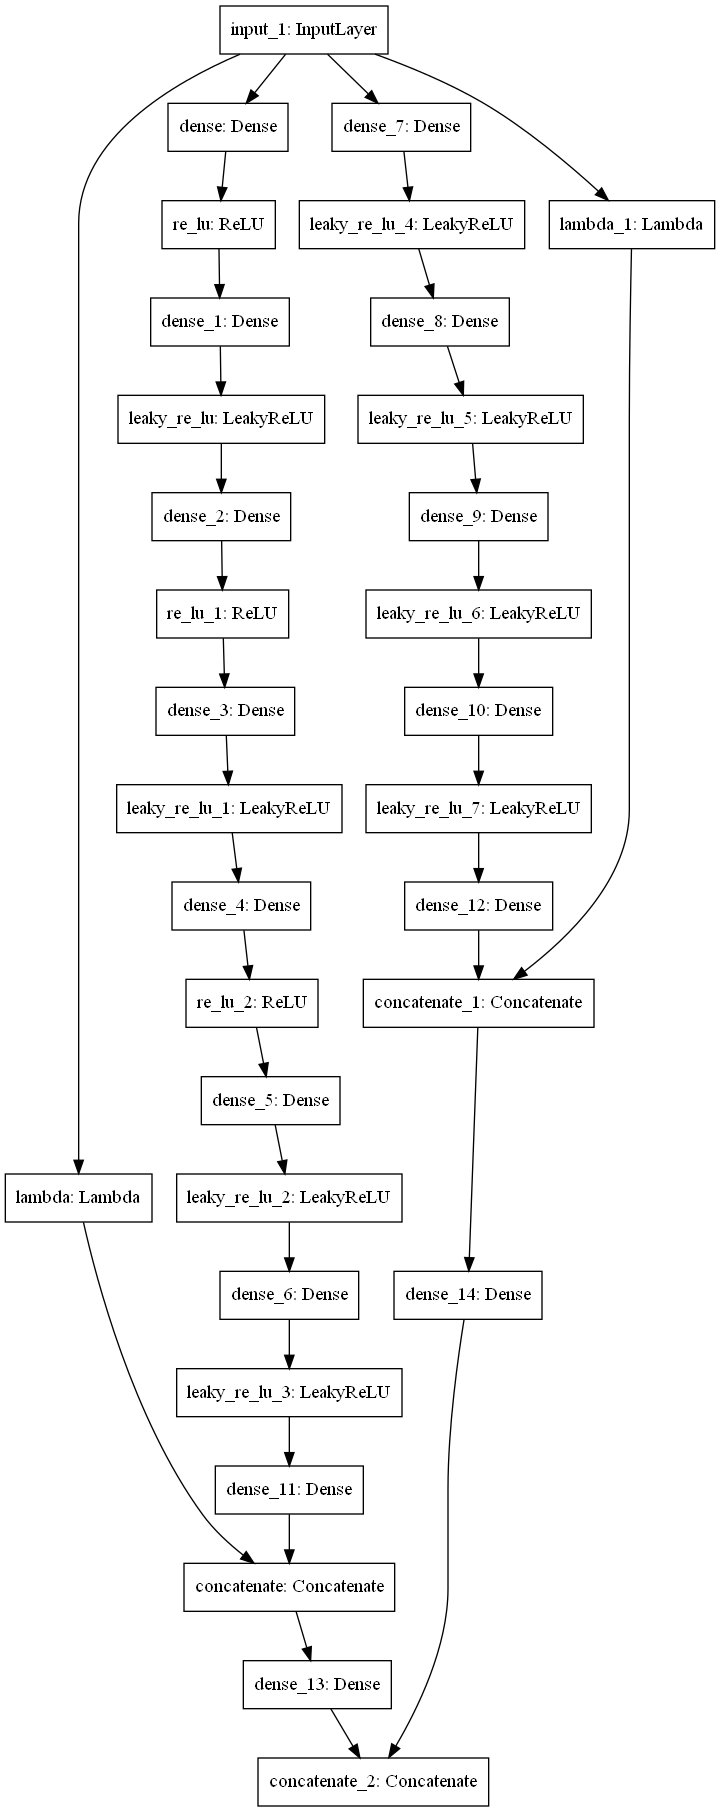 input_1: InputLayer
dense: Dense
dense_7: Dense
re_lu: ReLU
leaky_re_lu_4: LeakyReLU
lambda_1: Lambda
dense_1: Dense
dense_8: Dense
leaky_re_lu: LeakyReLU
leaky_re_lu_5: LeakyReLU
dense_2: Dense
dense_9: Dense
re_lu_1: ReLU
leaky_re_lu_6: LeakyReLU
dense_3: Dense
dense_10: Dense
leaky_re_lu_1: LeakyReLU
leaky_re_lu_7: LeakyReLU
dense_4: Dense
dense_12: Dense
re_lu_2: ReLU
concatenate_1: Concatenate
dense_5: Dense
lambda: Lambda
leaky_re_lu_2: LeakyReLU
dense_6: Dense
dense_14: Dense
leaky_re_lu_3: LeakyReLU
dense_11: Dense
concatenate: Concatenate
dense_13: Dense
concatenate_2: Concatenate